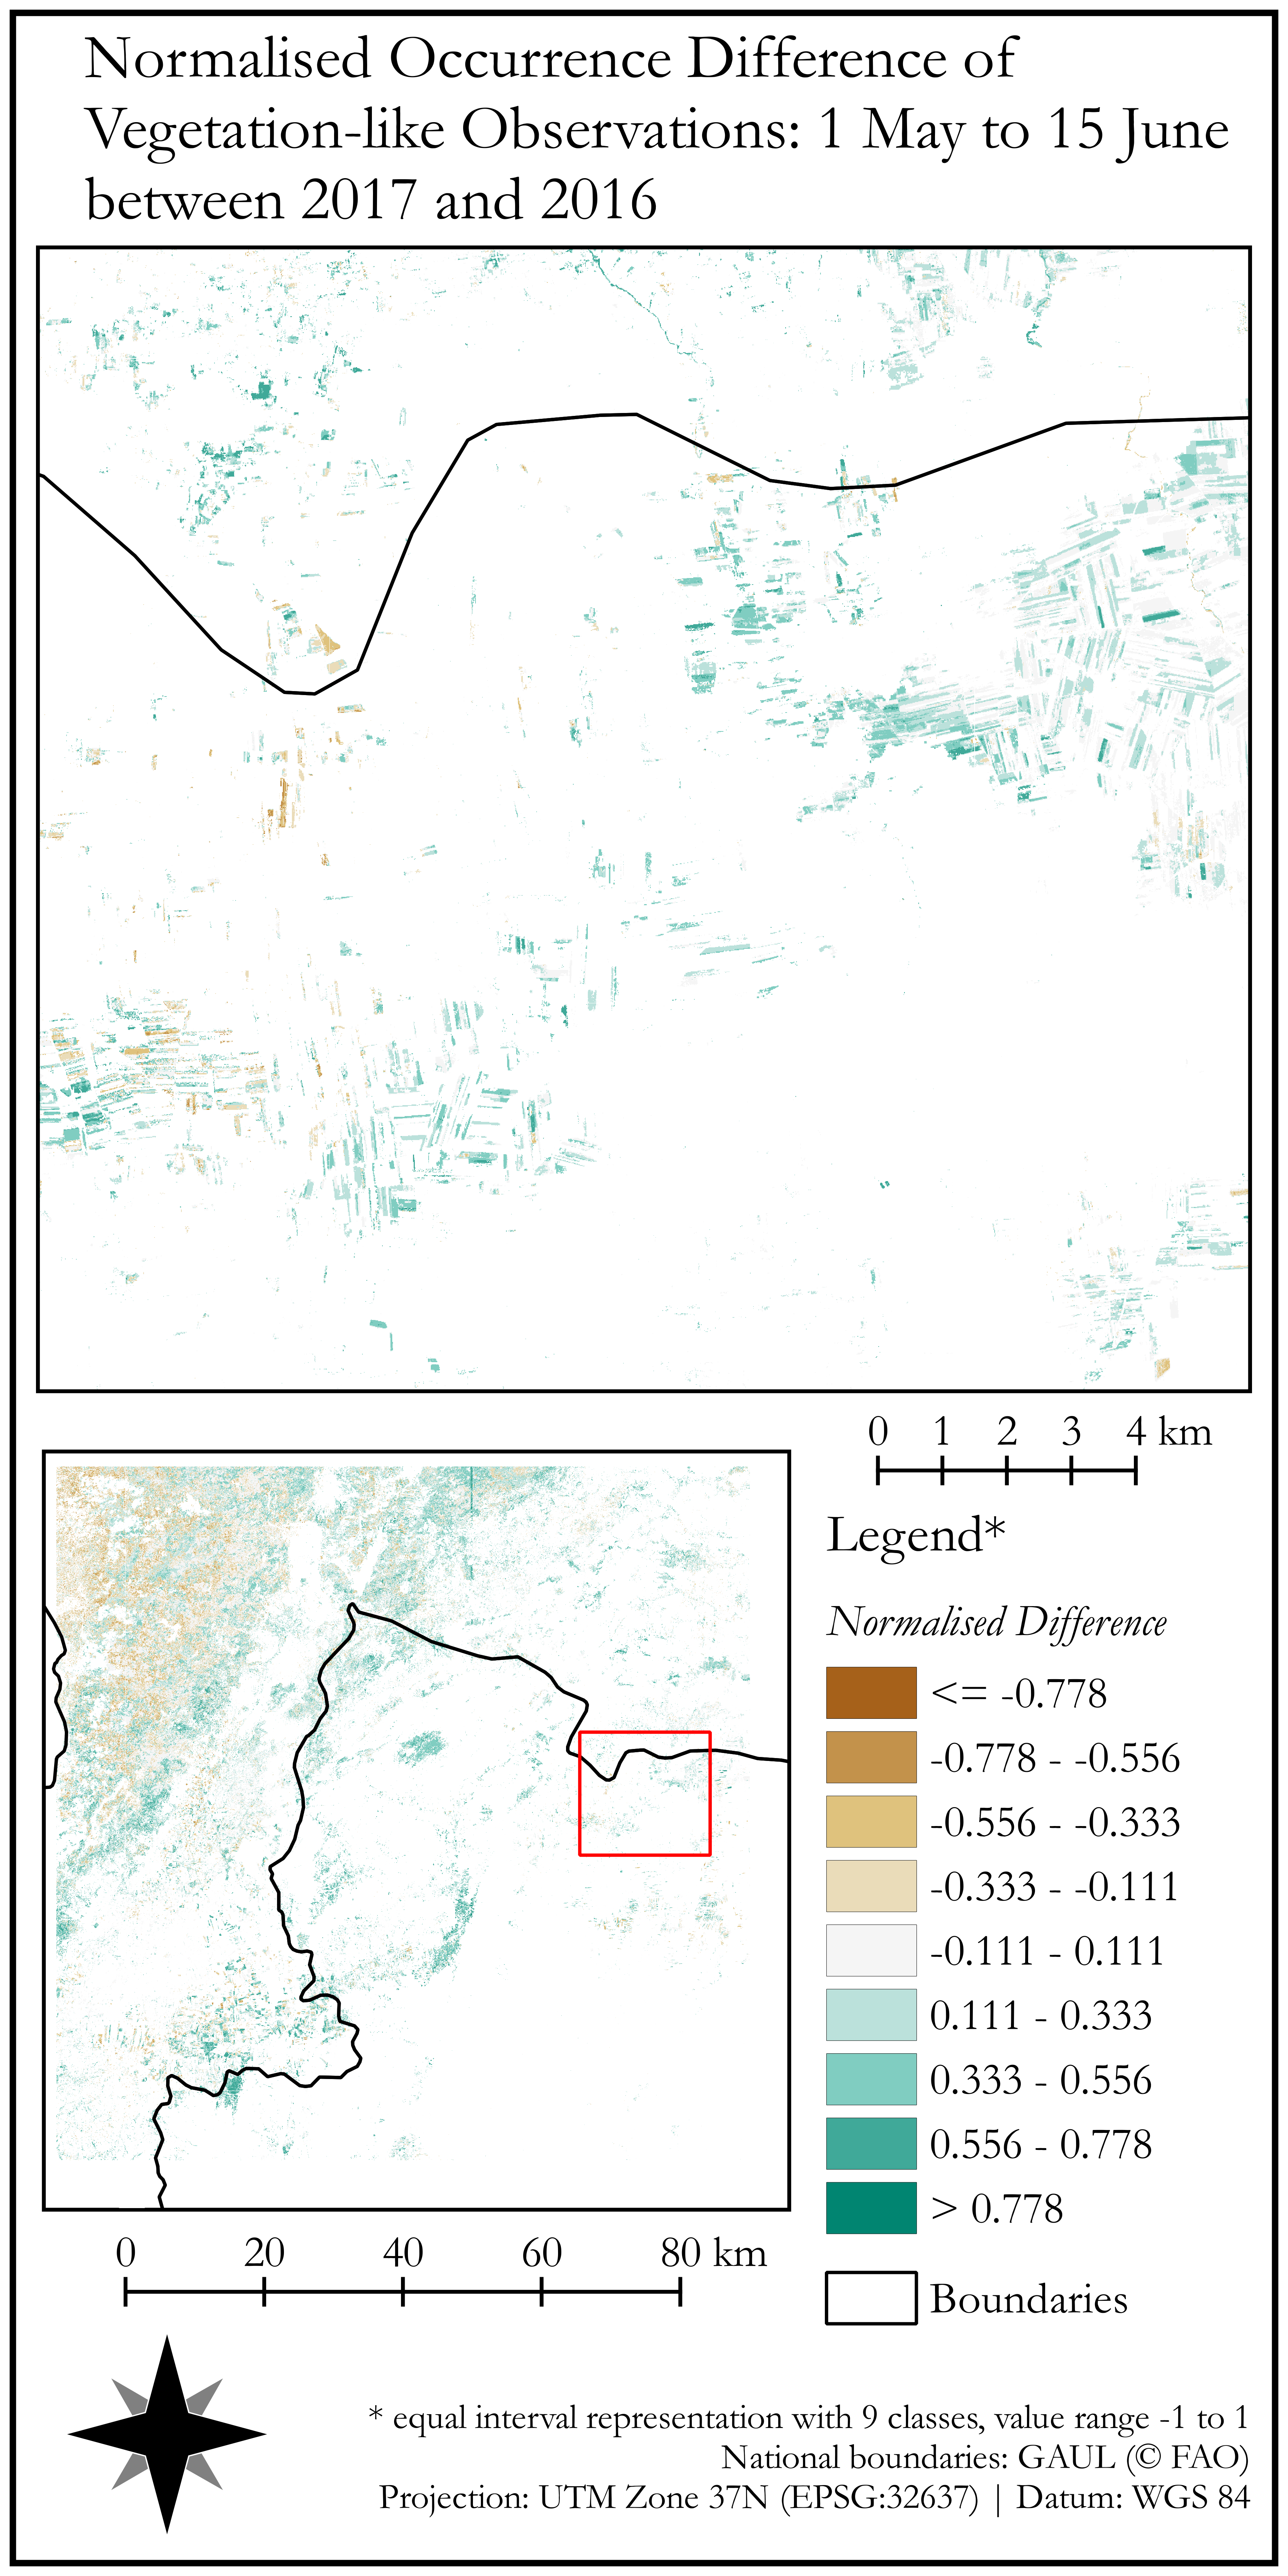 Normalised Occurrence Difference of
Vegetation-like Observations: 1 May to 15 June
between 2017 and 2016
0 1 2 3 4 km
Legend*
Normalised Difference
<= -0.778
-0.778 - -0.556
-0.556 - -0.333
-0.333 - -0.111
-0.111 - 0.111
0.111 - 0.333
0.333 - 0.556
0.556 - 0.778
> 0.778
Boundaries
0 20 40 60 80 km
* equal interval representation with 9 classes, value range -1 to 1
National boundaries: GAUL (© FAO)
Projection: UTM Zone 37N (EPSG:32637) | Datum: WGS 84